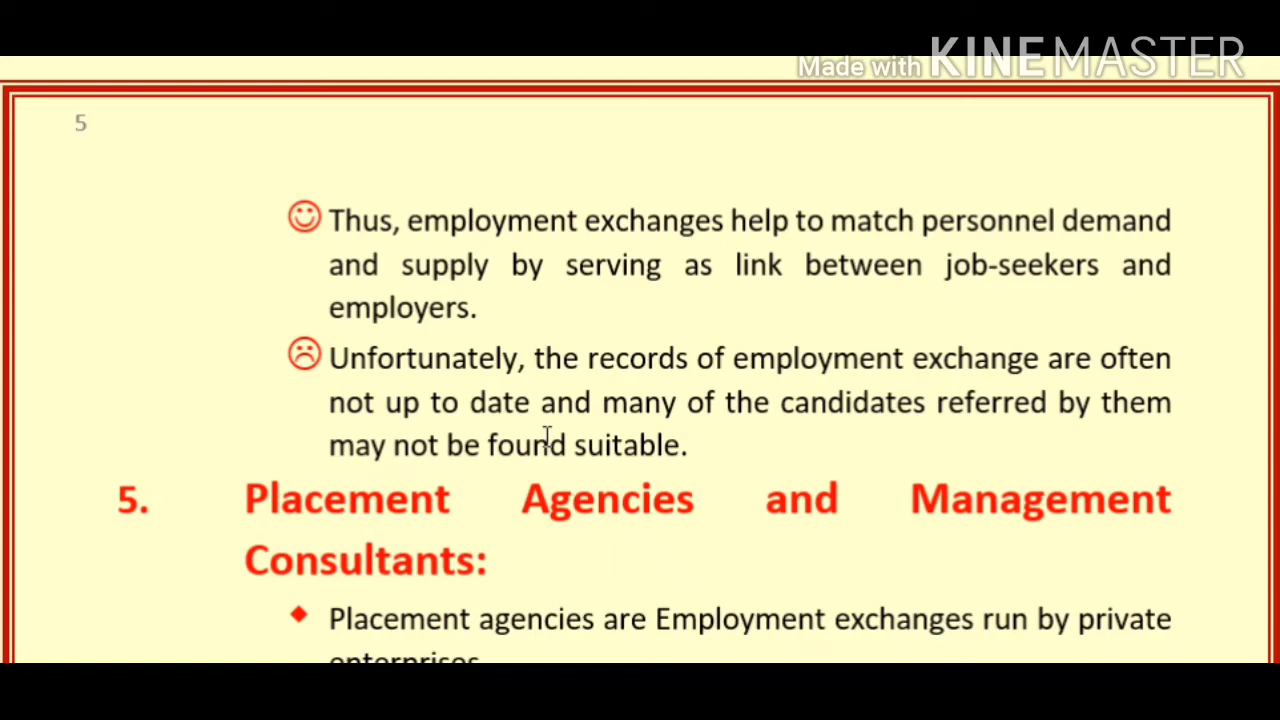 Made with KINEMASTER
5
Thus, employment exchanges help to match personnel demand
and supply by serving as link between job-seekers and
employers.
Unfortunately, the records of employment exchange are often
not up to date and many of the candidates referred by them
may not be found suitable.
5. Placement Agencies and Management
Consultants:
Placement agencies are Employment exchanges run by private
enterprises.